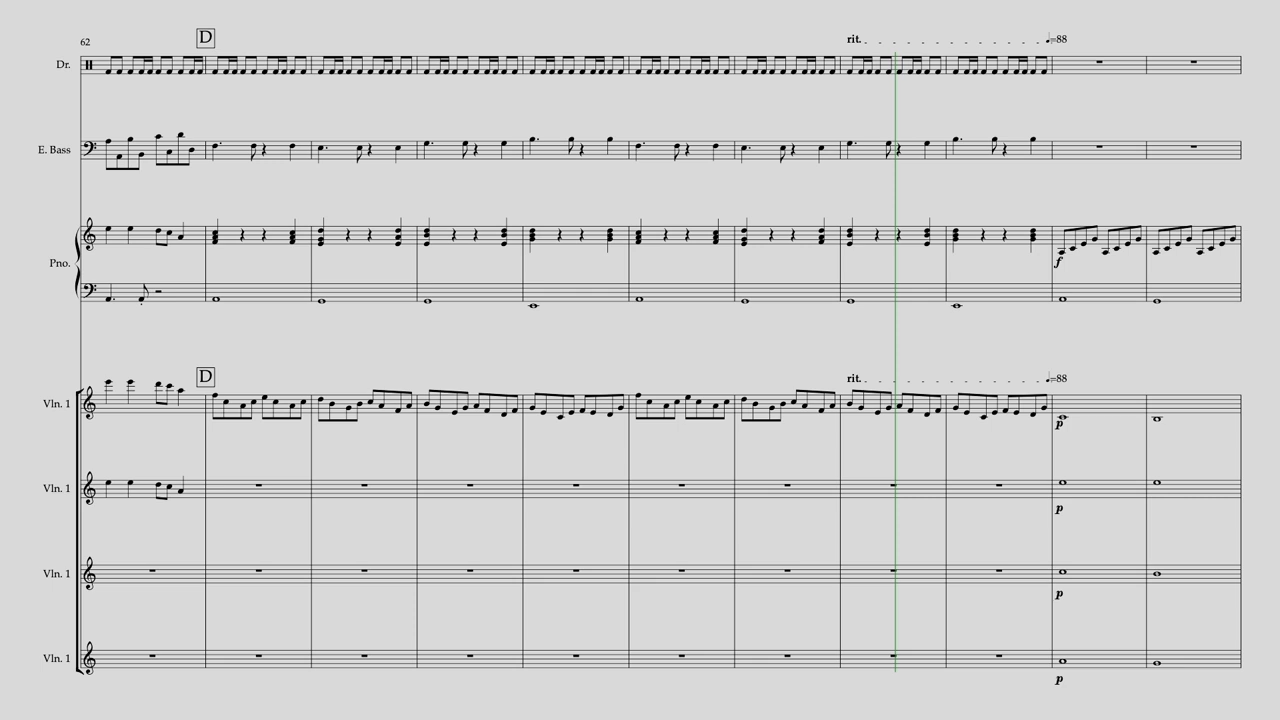 62
D
rit.
♩=88
Dr.
E. Bass
Pno.
f
D
rit.
♩=88
Vln. 1
p
Vln. 1
p
Vln. 1
p
Vln. 1
p